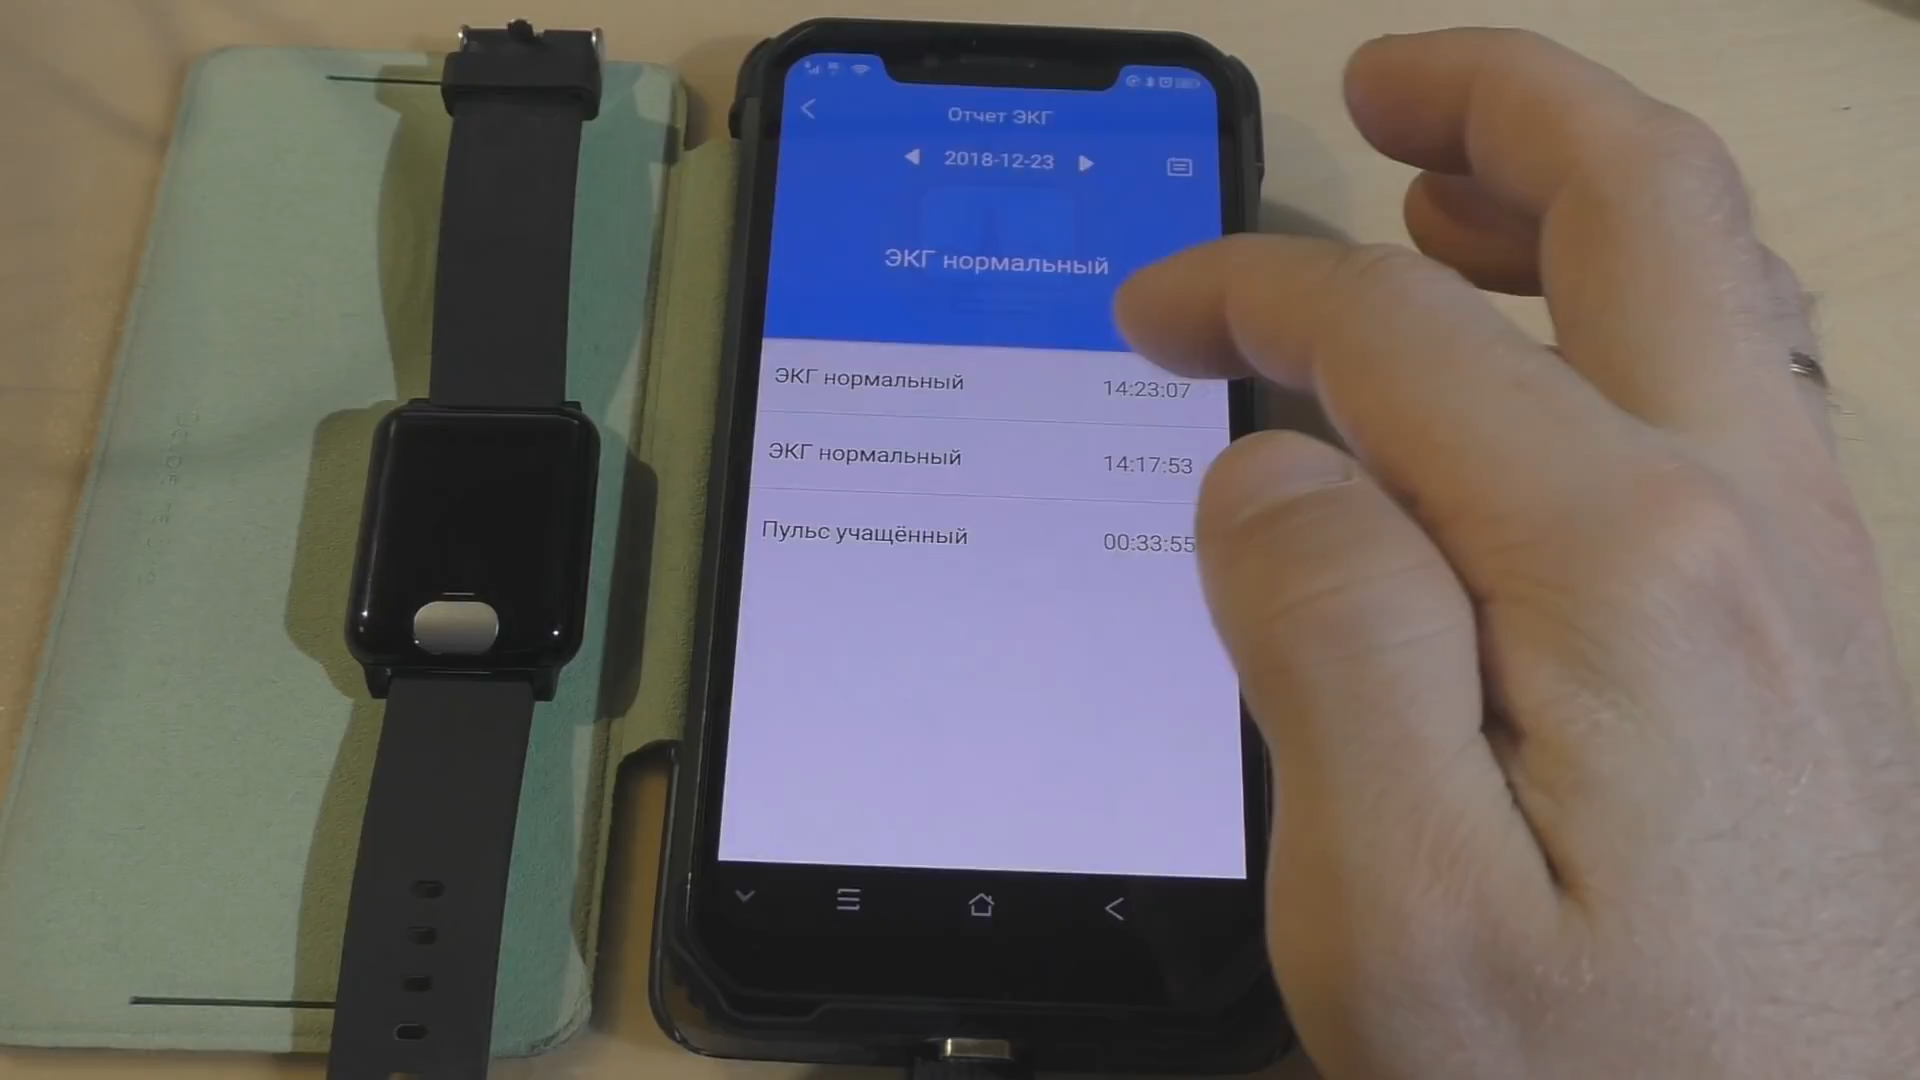 Отчет ЭКГ
2018-12-23
ЭКГ нормальный
ЭКГ нормальный 14:23:07
ЭКГ нормальный 14:17:53
Пульс учащённый 00:33:55